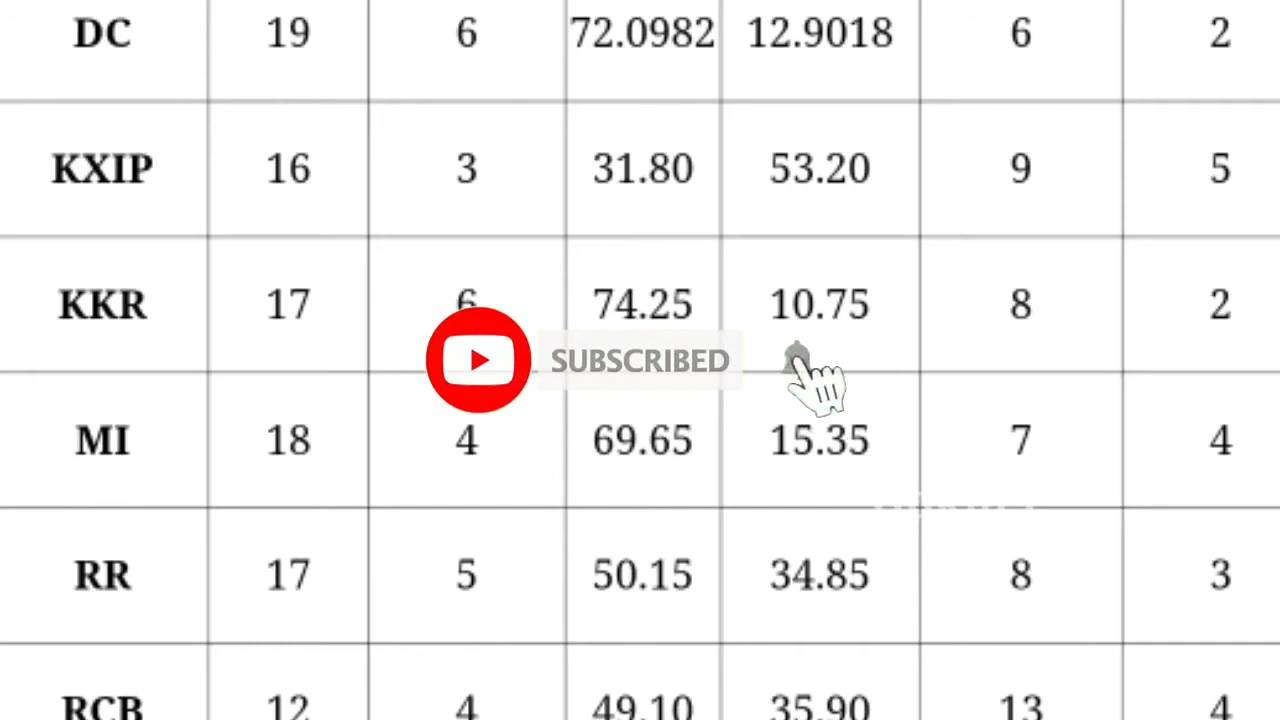 DC 19 6 72.0982 12.9018 6 2
KXIP 16 3 31.80 53.20 9 5
KKR 17 6 74.25 10.75 8 2
SUBSCRIBED
MI 18 4 69.65 15.35 7 4
RR 17 5 50.15 34.85 8 3
RCB 12 4 49.10 35.90 13 4